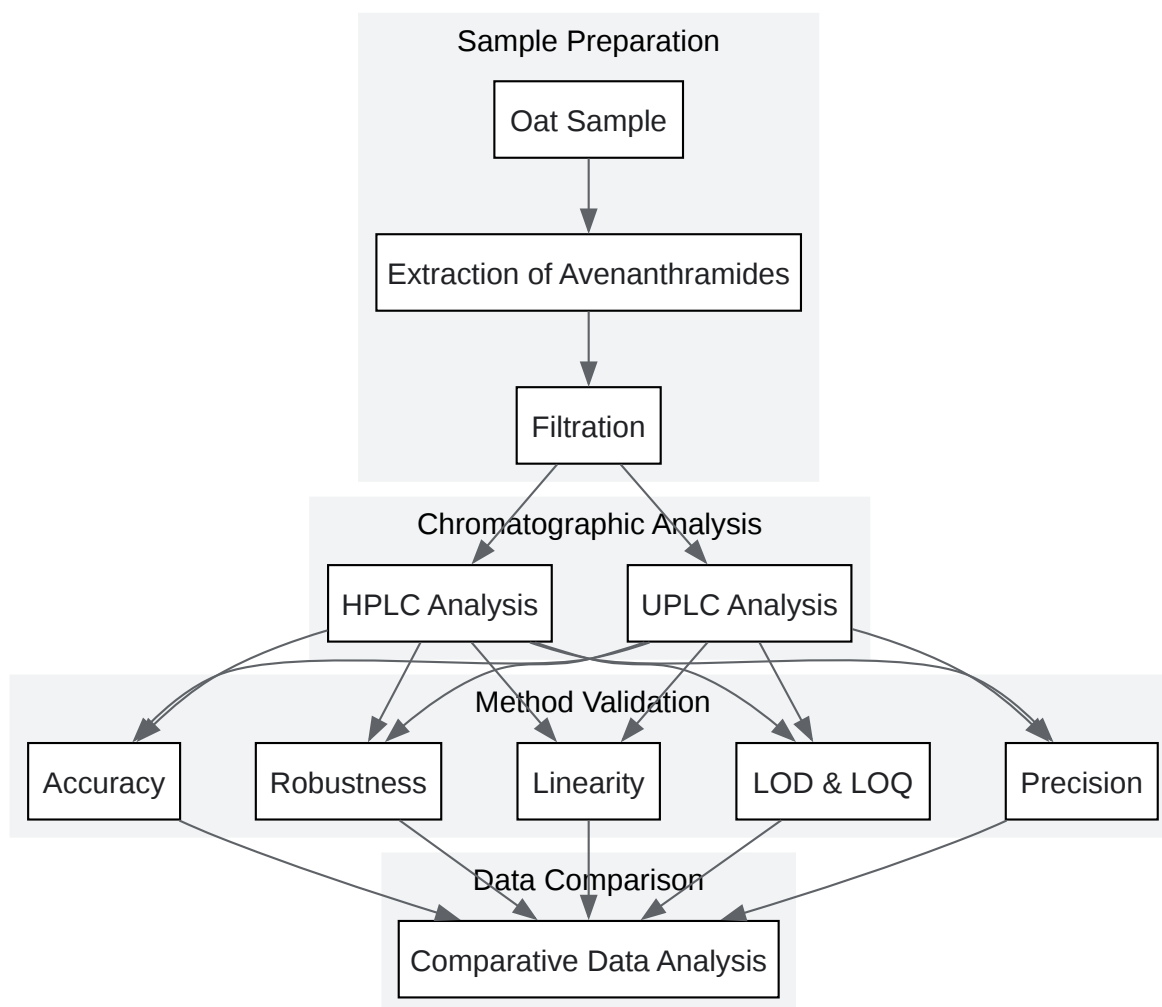 Sample Preparation
Oat Sample
Extraction of Avenanthramides
Filtration
Chromatographic Analysis
HPLC Analysis
UPLC Analysis
Method Validation
Accuracy
Robustness
Linearity
LOD & LOQ
Precision
Data Comparison
Comparative Data Analysis